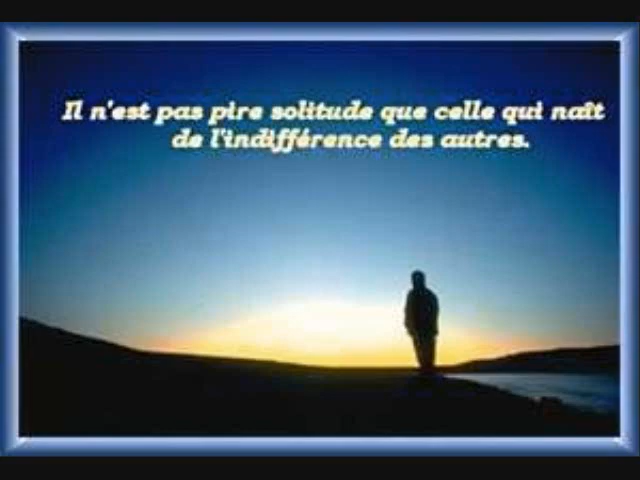 Il n'est pas pire solitude que celle qui naît
de l'indifférence des autres.